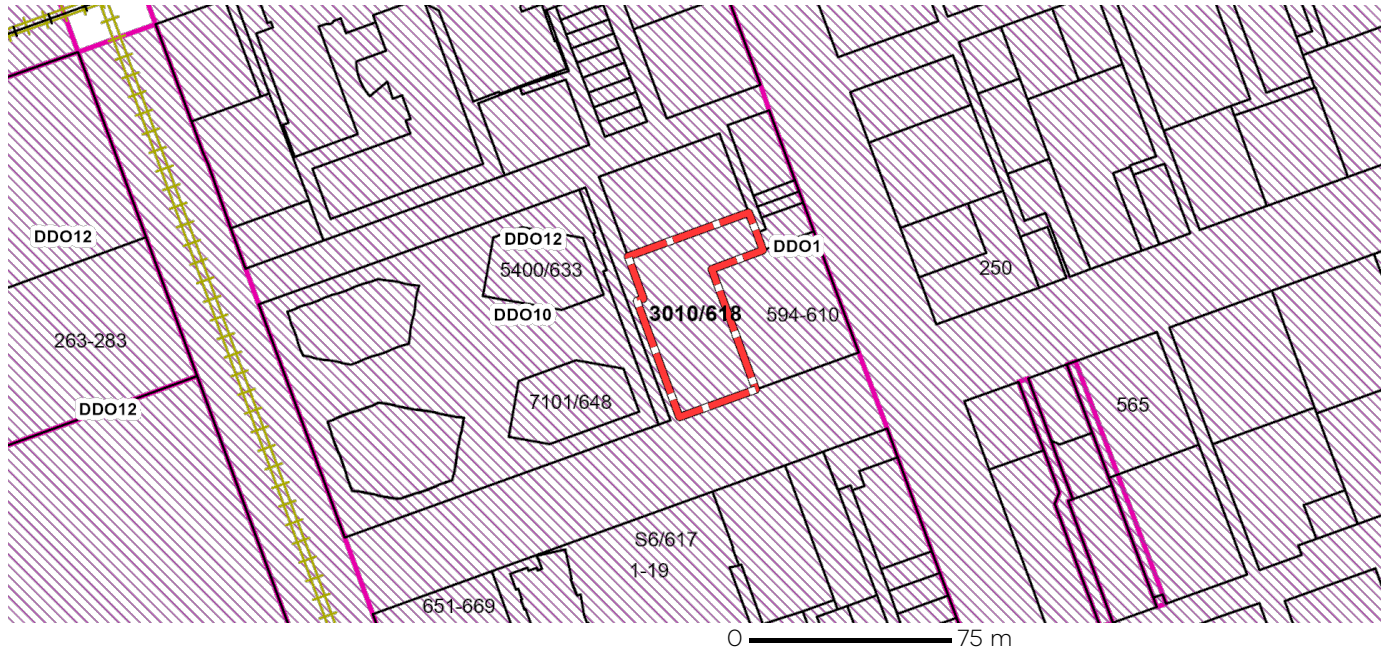 DDO12
DDO12
DDO1
5400/633
250
3010/618
594-610
DDO10
263-283
7101/648
565
DDO12
S6/617
1-19
651-669
0 75 m